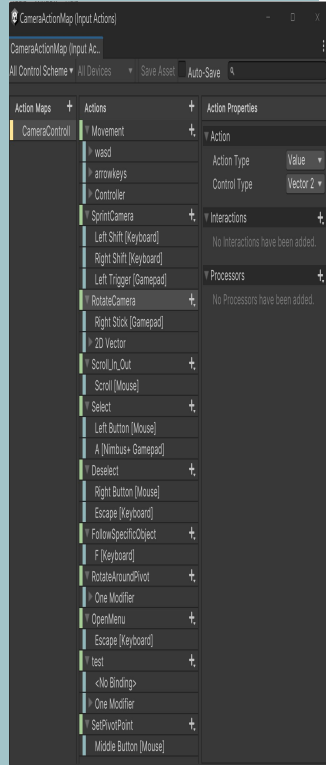 CameraActionMap (Input Actions)
CameraActionMap (Input Ac..
All Control Scheme All Devices Save Asset Auto-Save
Action Maps +
CameraControll
Actions +
Movement +
wasd
arrowkeys
Controller
SprintCamera +
Left Shift [Keyboard]
Right Shift [Keyboard]
Left Trigger [Gamepad]
RotateCamera +
Right Stick [Gamepad]
2D Vector
Scroll_In_Out +
Scroll [Mouse]
Select +
Left Button [Mouse]
A [Nimbus+ Gamepad]
Deselect +
Right Button [Mouse]
Escape [Keyboard]
FollowSpecificObject +
F [Keyboard]
RotateAroundPivot +
One Modifier
OpenMenu +
Escape [Keyboard]
test +
<No Binding>
One Modifier
SetPivotPoint +
Middle Button [Mouse]
Action Properties
Action
Action Type Value
Control Type Vector 2
Interactions +
No Interactions have been added.
Processors +
No Processors have been added.